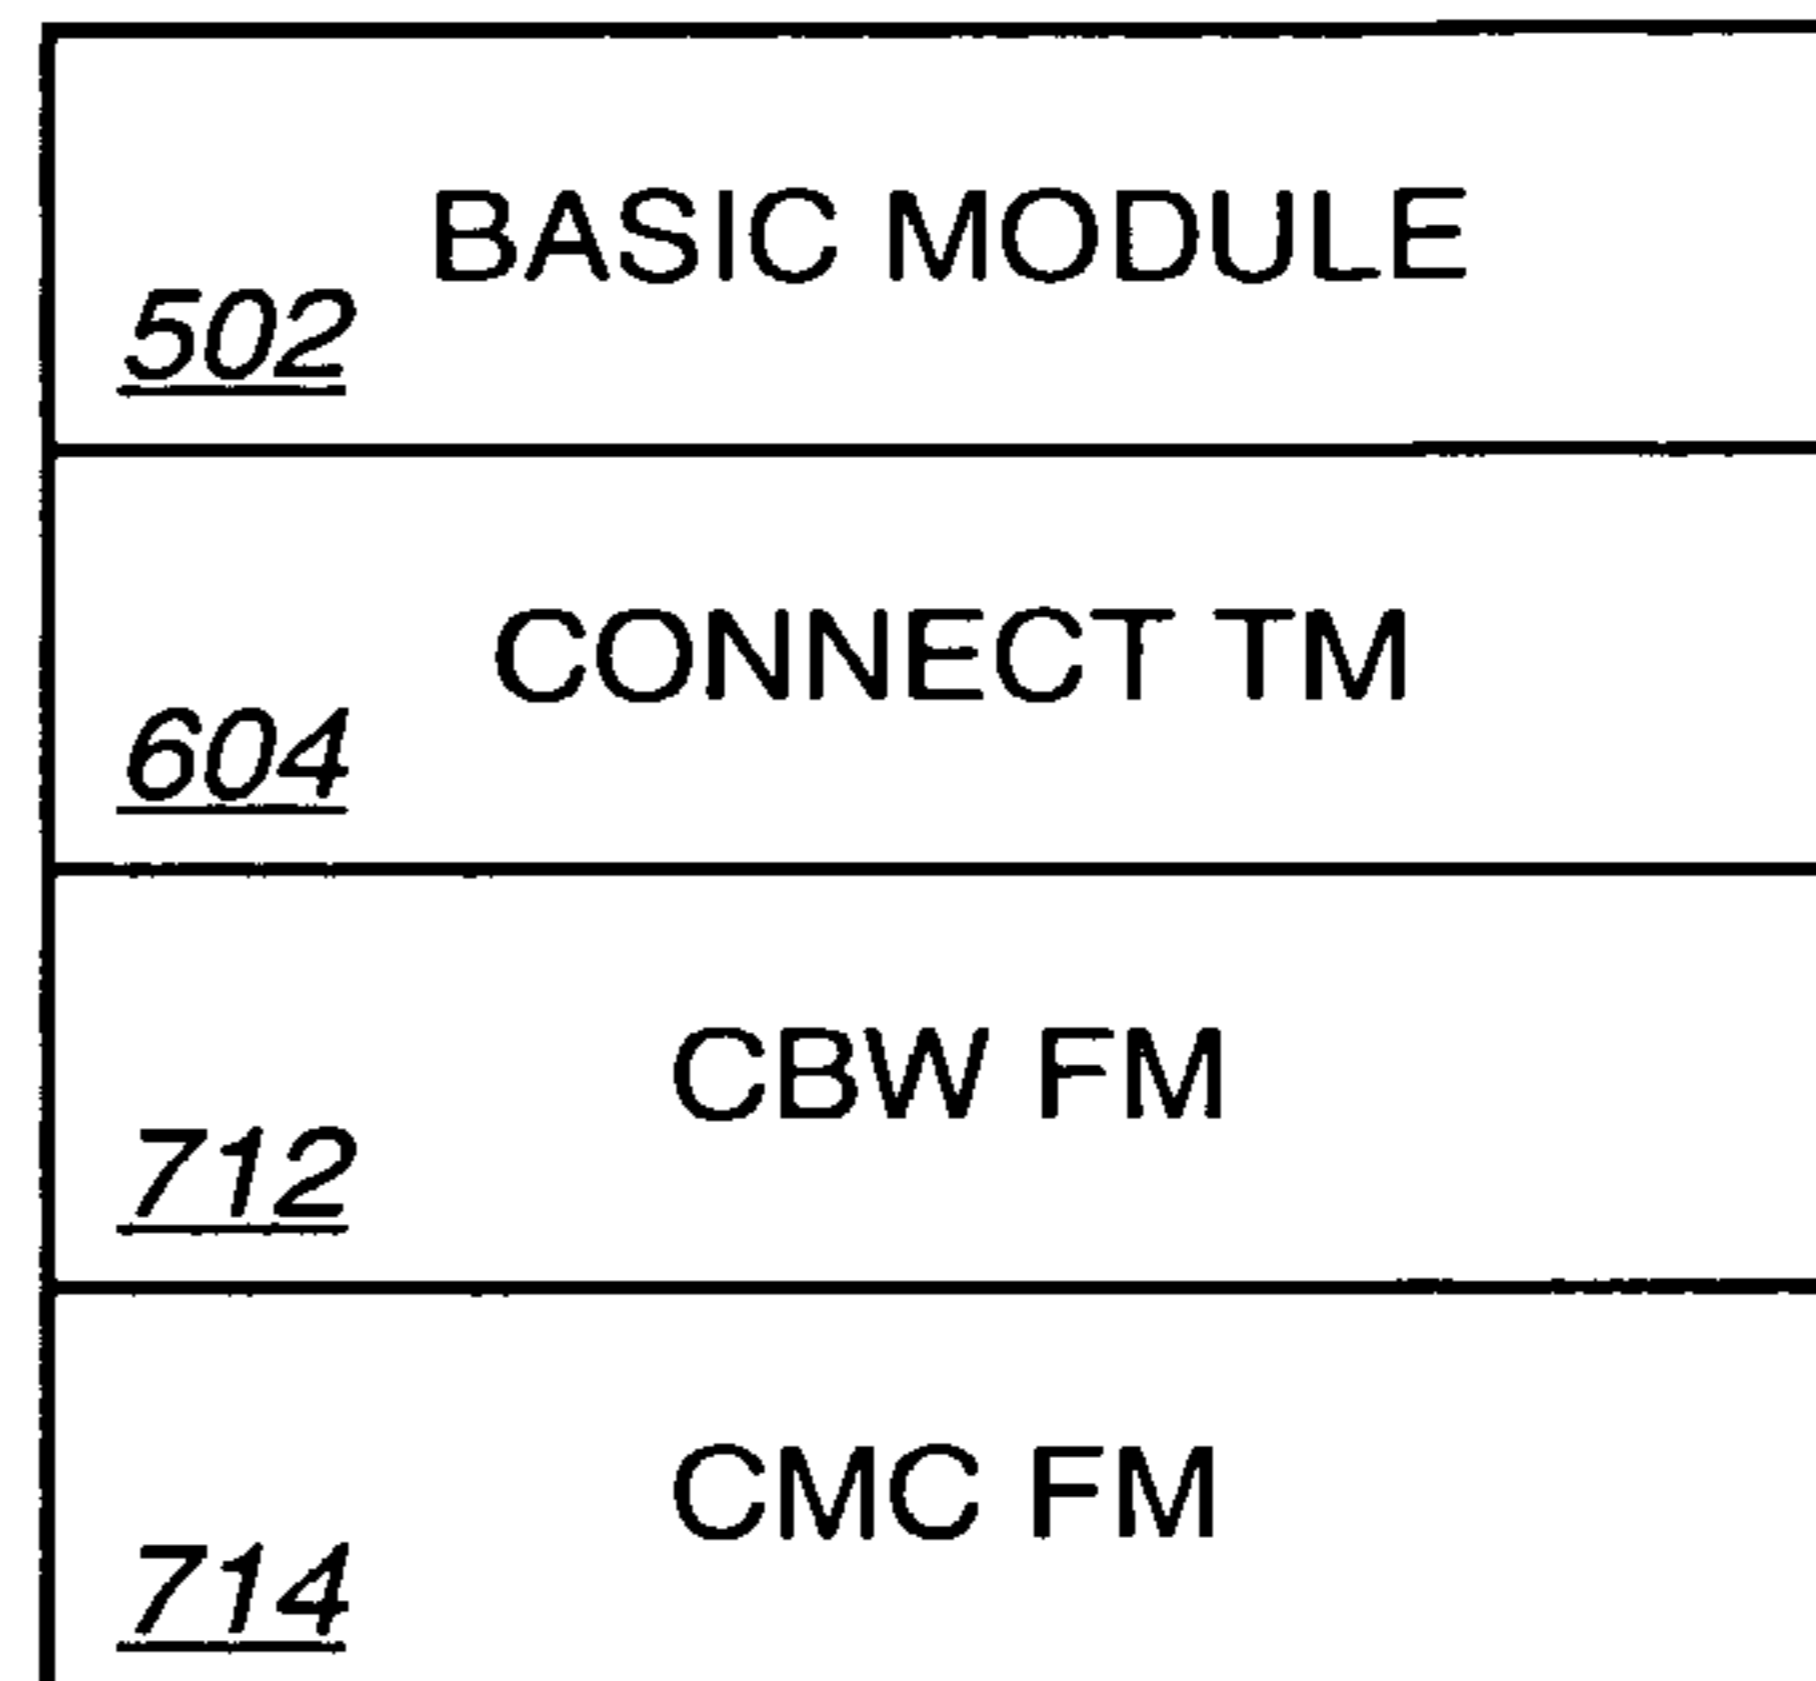 BASIC MODULE
502
CONNECT TM
604
CBW FM
712
CMC FM
714